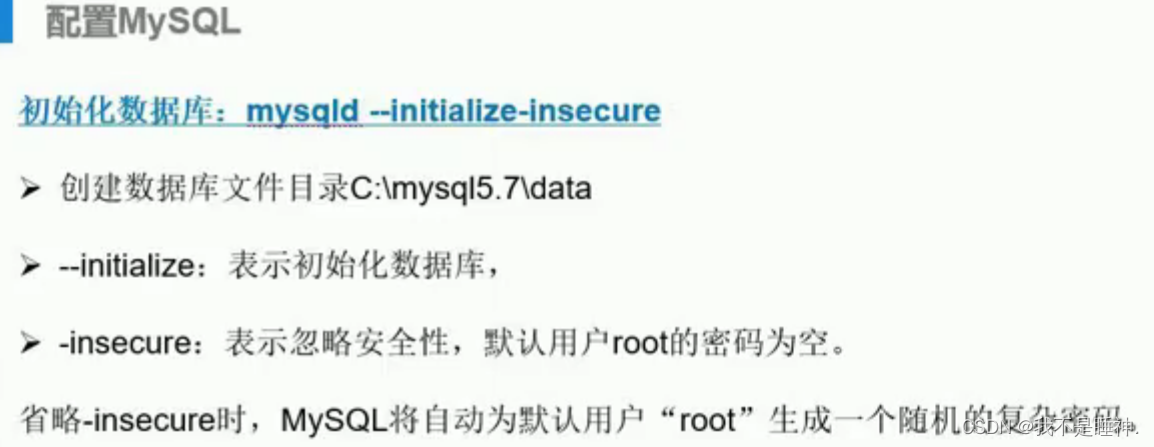 配置MySQL
初始化数据库：mysqld --initialize-insecure
➢ 创建数据库文件目录C:\mysql5.7\data
➢ --initialize：表示初始化数据库，
➢ -insecure：表示忽略安全性，默认用户root的密码为空。
省略-insecure时，MySQL将自动为默认用户“root”生成一个随机的复杂密码。
CSDN @我不是旺神.